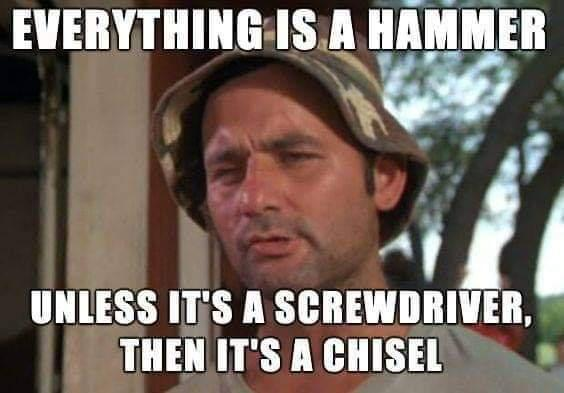 EVERYTHING IS A HAMMER
UNLESS IT'S A SCREWDRIVER,
THEN IT'S A CHISEL